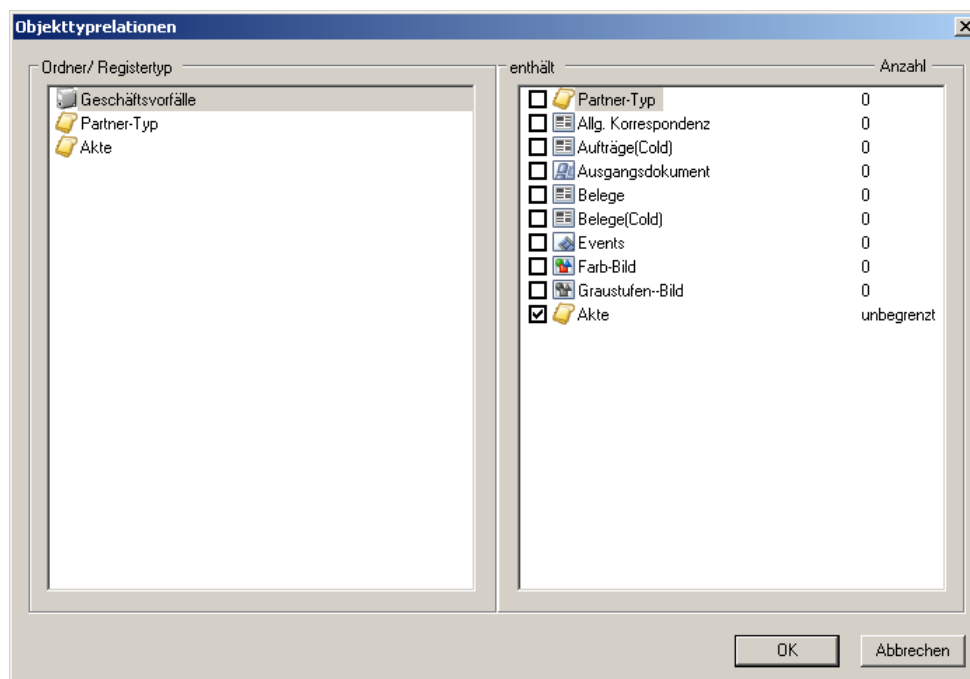 Objekttyprelationen
Ordner/ Registertyp
Geschäftsvorfälle
Partner-Typ
Akte
enthält Anzahl
Partner-Typ 0
Allg. Korrespondenz 0
Aufträge(Cold) 0
Ausgangsdokument 0
Belege 0
Belege(Cold) 0
Events 0
Farb-Bild 0
Graustufen--Bild 0
Akte unbegrenzt
OK Abbrechen